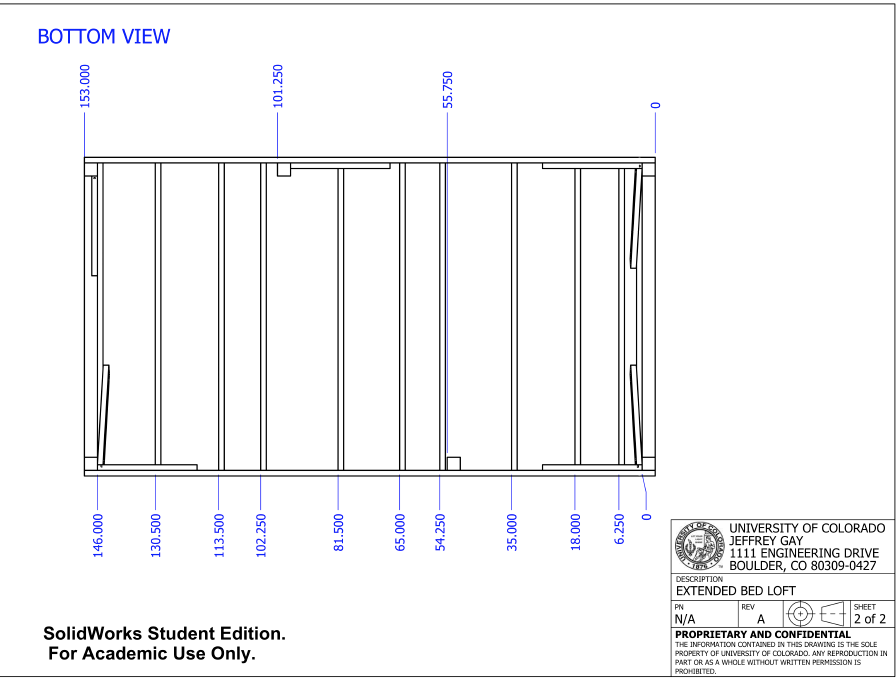 BOTTOM VIEW
153.000
101.250
55.750
0
146.000
130.500
113.500
102.250
81.500
65.000
54.250
35.000
18.000
6.250
0
UNIVERSITY OF COLORADO
1876
UNIVERSITY OF COLORADO
JEFFREY GAY
1111 ENGINEERING DRIVE
BOULDER, CO 80309-0427
DESCRIPTION
EXTENDED BED LOFT
PN
N/A
REV
A
SHEET
2 of 2
PROPRIETARY AND CONFIDENTIAL
THE INFORMATION CONTAINED IN THIS DRAWING IS THE SOLE
PROPERTY OF UNIVERSITY OF COLORADO. ANY REPRODUCTION IN
PART OR AS A WHOLE WITHOUT WRITTEN PERMISSION IS
PROHIBITED.
SolidWorks Student Edition.
For Academic Use Only.